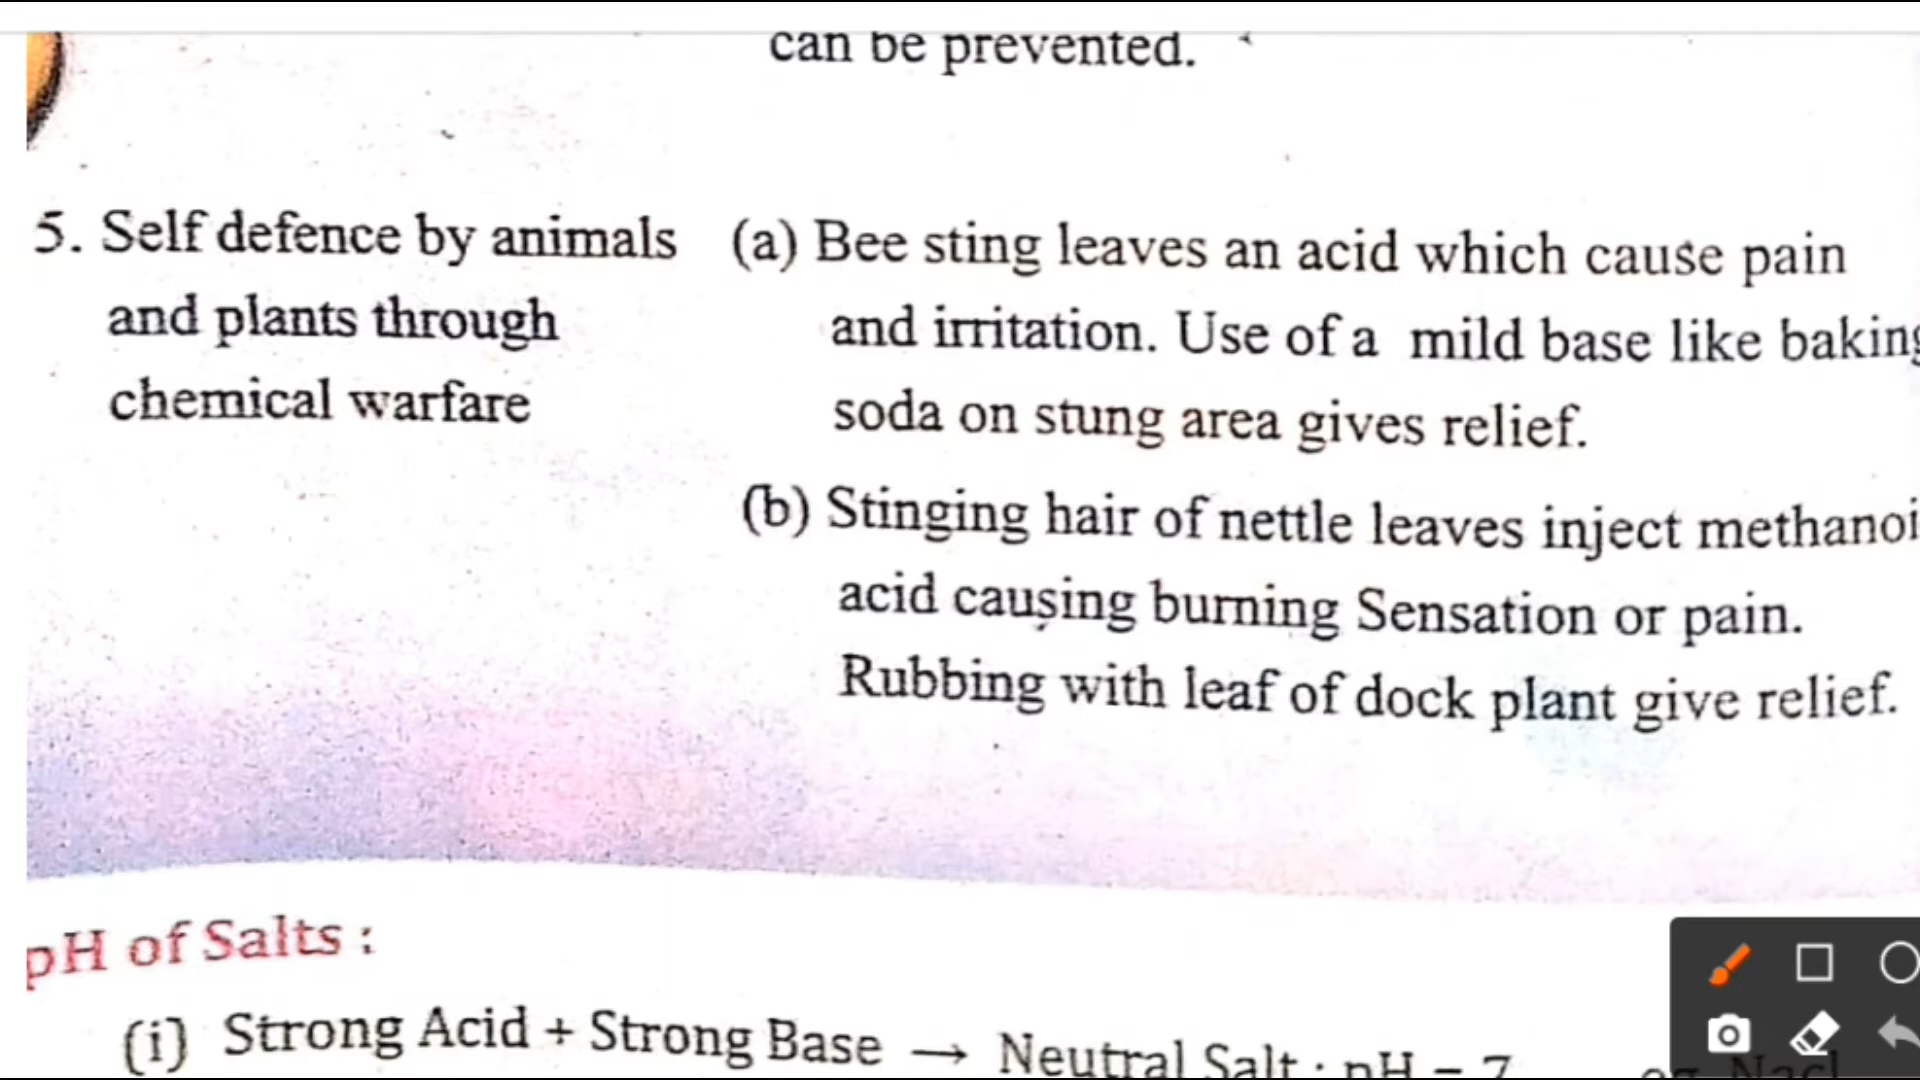 can be prevented.
5. Self defence by animals
and plants through
chemical warfare
(a) Bee sting leaves an acid which cause pain
and irritation. Use of a mild base like baking
soda on stung area gives relief.
(b) Stinging hair of nettle leaves inject methanoi
acid causing burning Sensation or pain.
Rubbing with leaf of dock plant give relief.
pH of Salts :
(i) Strong Acid + Strong Base → Neutral Salt : pH = 7